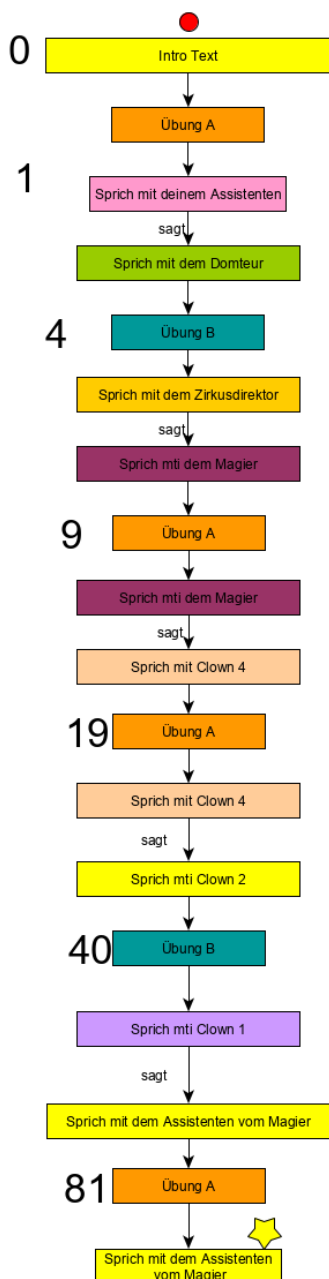 0
Intro Text
Übung A
1
Sprich mit deinem Assistenten
sagt
Sprich mit dem Domteur
4
Übung B
Sprich mit dem Zirkusdirektor
sagt
Sprich mti dem Magier
9
Übung A
Sprich mti dem Magier
sagt
Sprich mit Clown 4
19
Übung A
Sprich mit Clown 4
sagt
Sprich mti Clown 2
40
Übung B
Sprich mti Clown 1
sagt
Sprich mit dem Assistenten vom Magier
81
Übung A
Sprich mit dem Assistenten
vom Magier